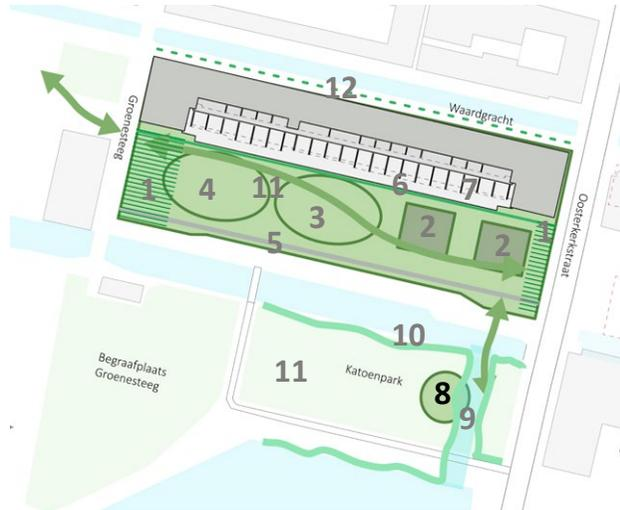 12
Waardgracht
Groenesteeg
1
4
11
3
6
7
2
2
1
Oosterkerkstraat
5
10
11
Katoenpark
8
9
Begraafplaats
Groenesteeg